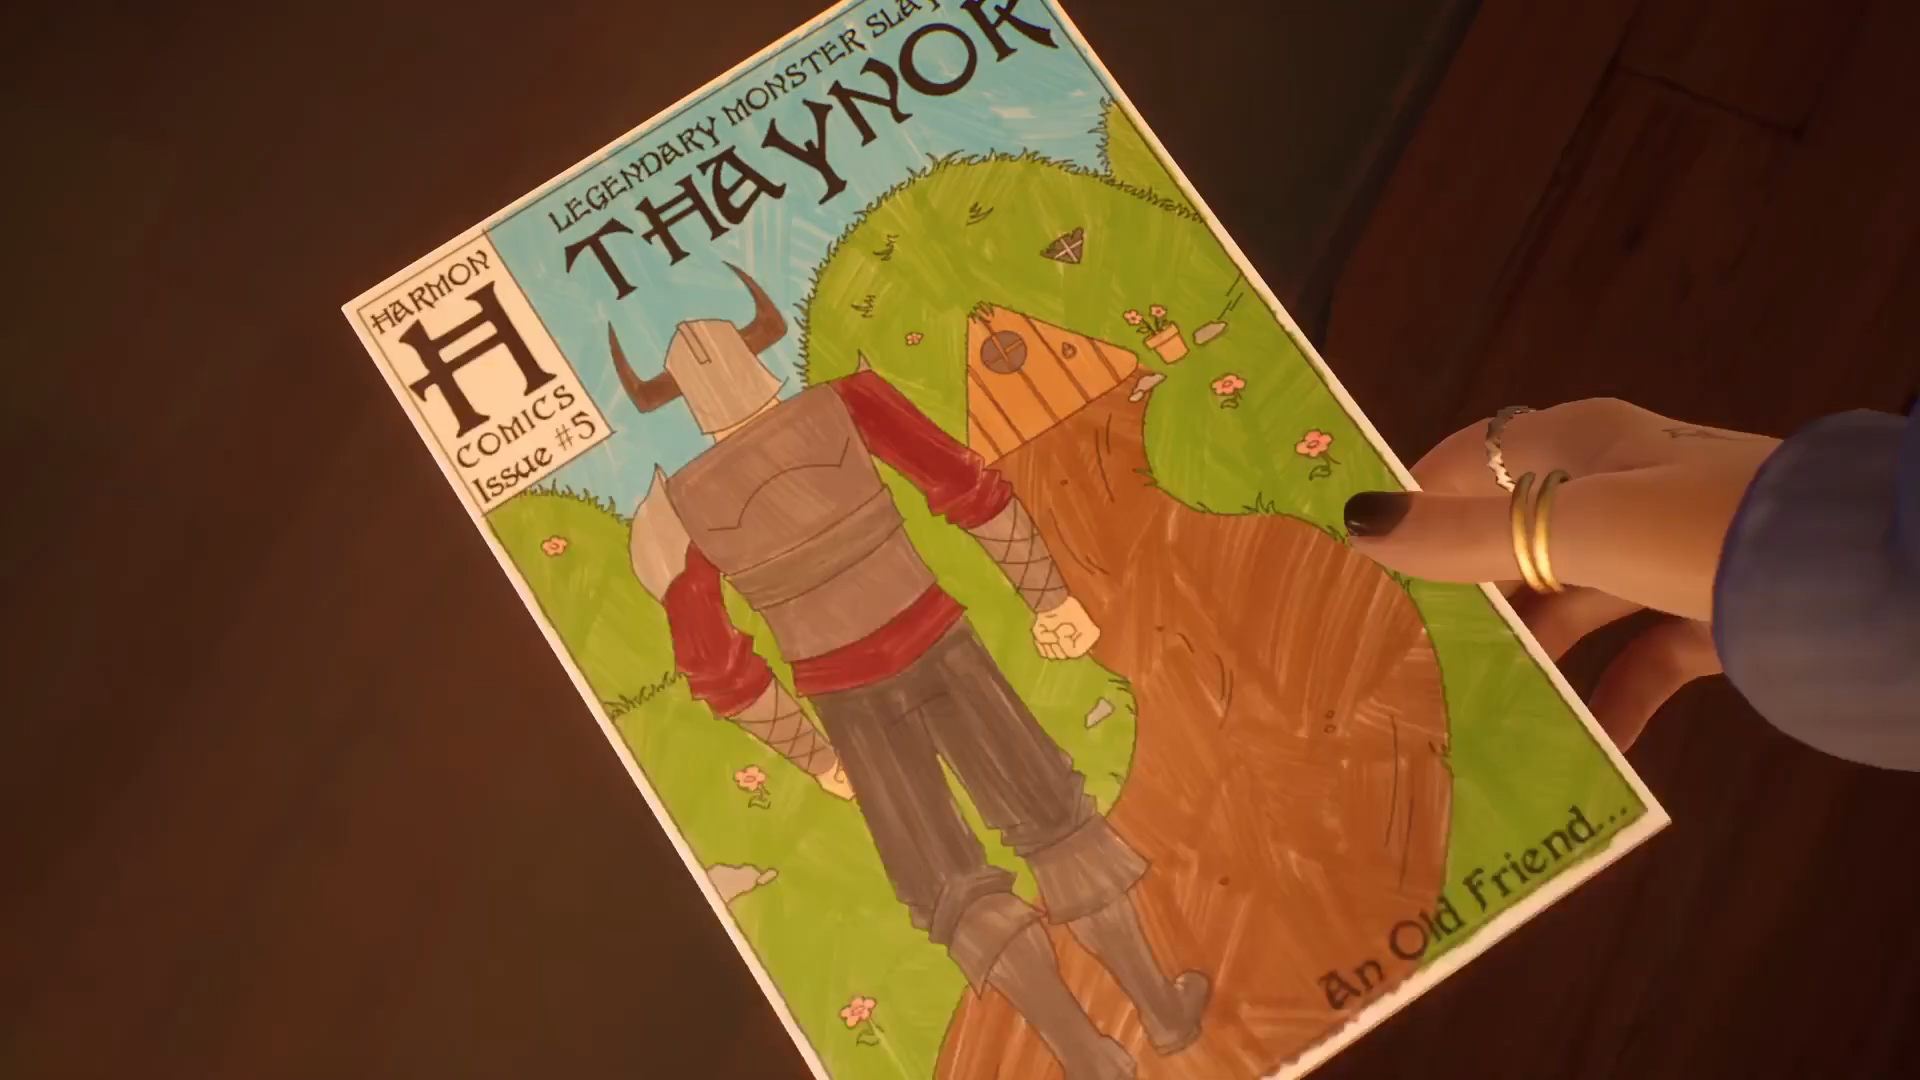 LEGENDARY MONSTER
THAYNOR
HARMON
H
COMICS
Issue #5
An Old Friend...